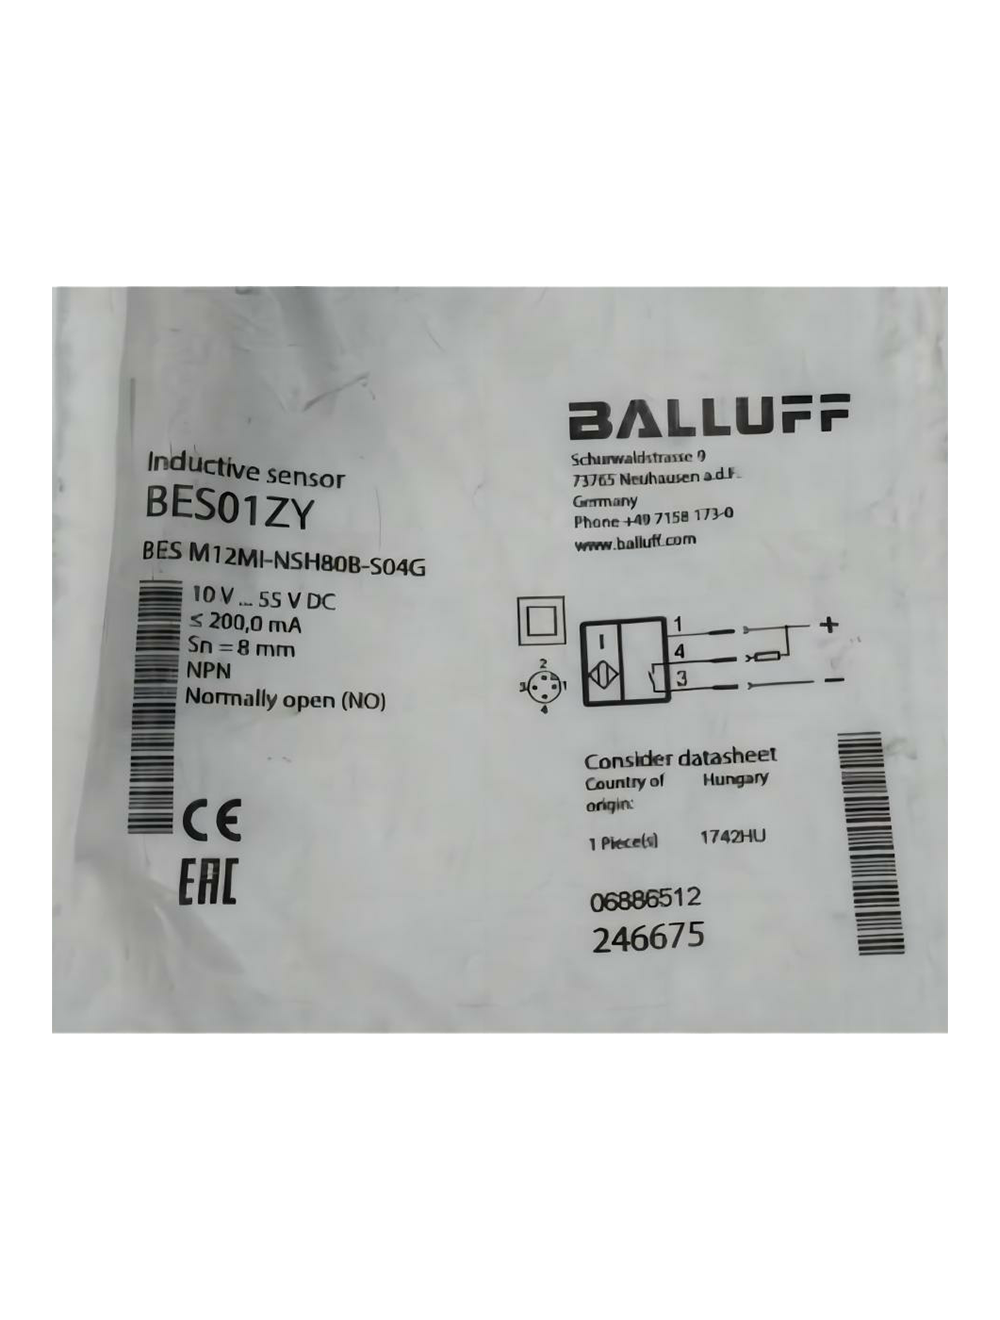 Inductive sensor
BES01ZY
BES M12MI-NSH80B-S04G
10 V ... 55 V DC
≤ 200,0 mA
Sn = 8 mm
NPN
Normally open (NO)
CE
EAC
BALLUFF
Schurwaldstrasse 9
73765 Neuhausen a.d.F.
Germany
Phone +49 7158 173-0
www.balluff.com
1
4
3
+
−
2
3 1
4
Consider datasheet
Country of Hungary
origin:
1 Piece(s) 1742HU
06886512
246675